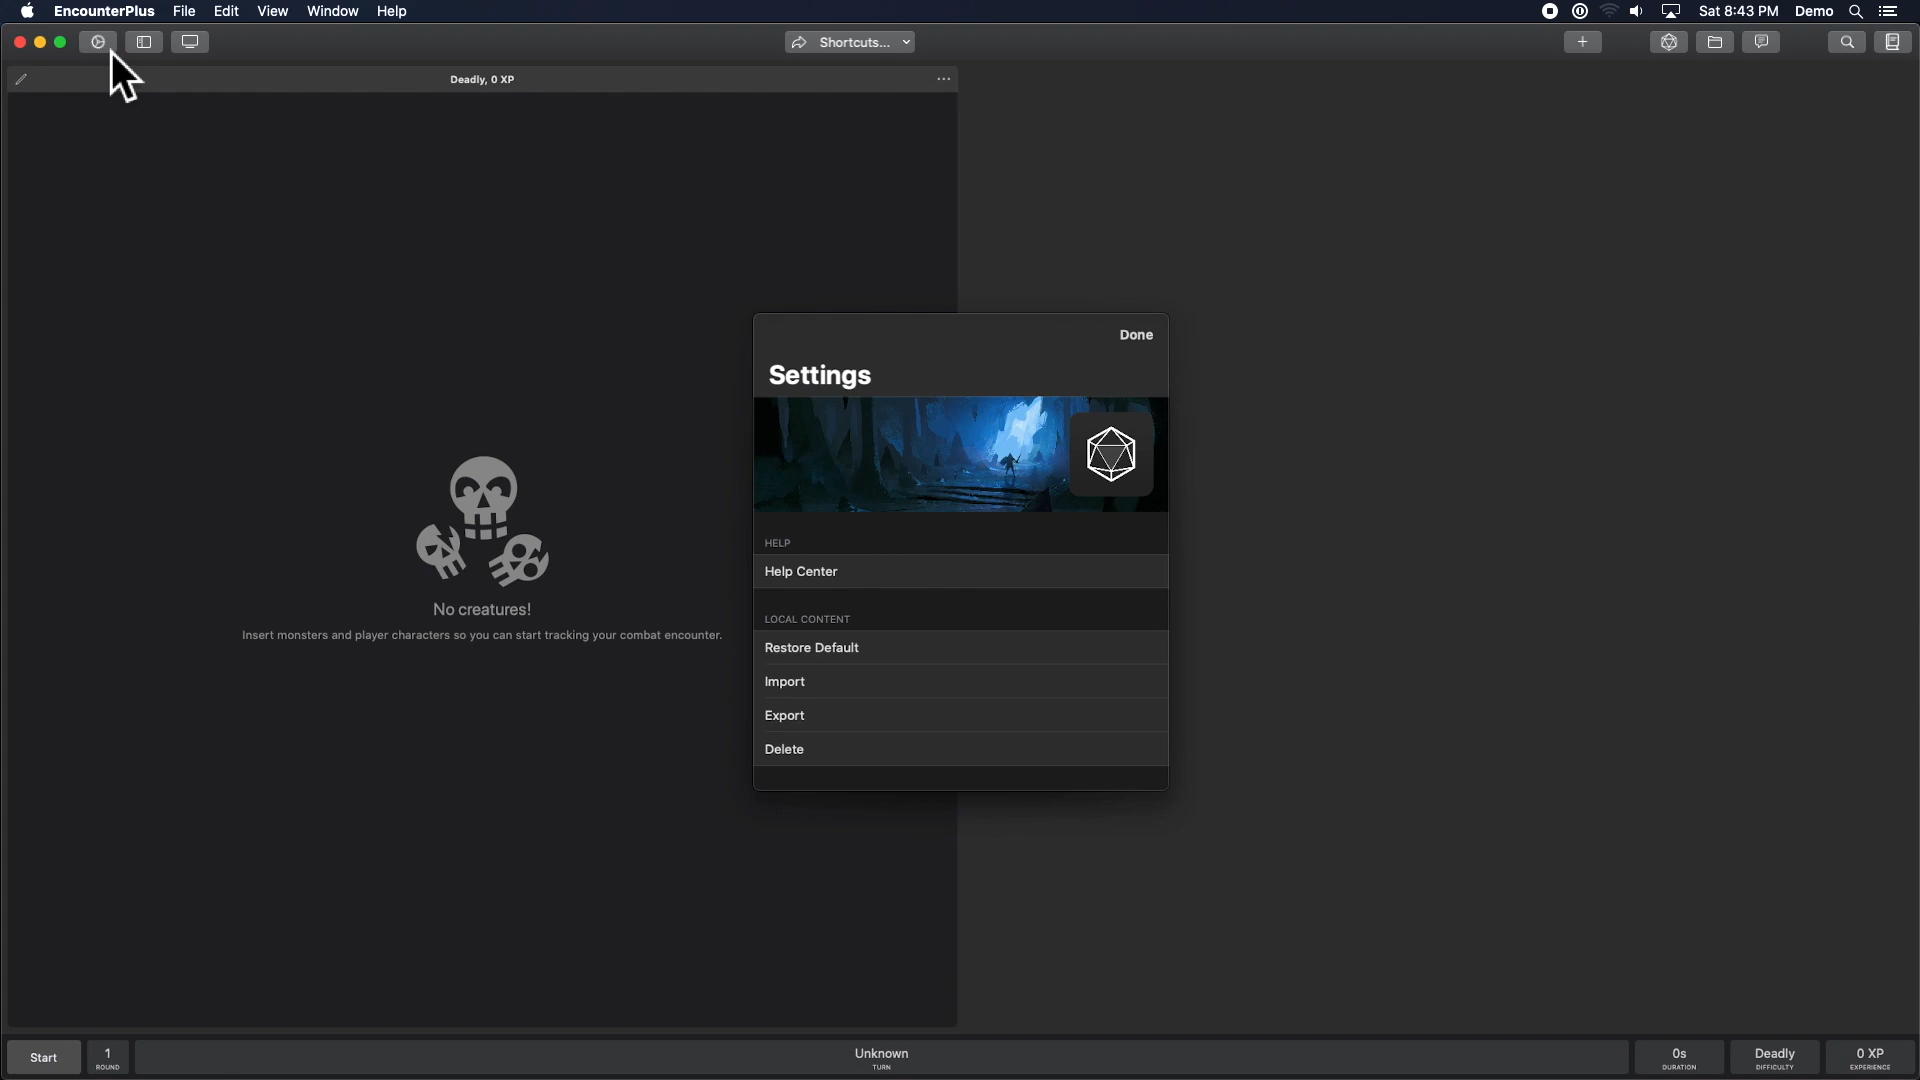 EncounterPlus File Edit View Window Help
Sat 8:43 PM Demo
Shortcuts...
Deadly, 0 XP
Done
Settings
HELP
Help Center
LOCAL CONTENT
Restore Default
Import
Export
Delete
No creatures!
Insert monsters and player characters so you can start tracking your combat encounter.
Start
1
ROUND
Unknown
TURN
0s
DURATION
Deadly
DIFFICULTY
0 XP
EXPERIENCE